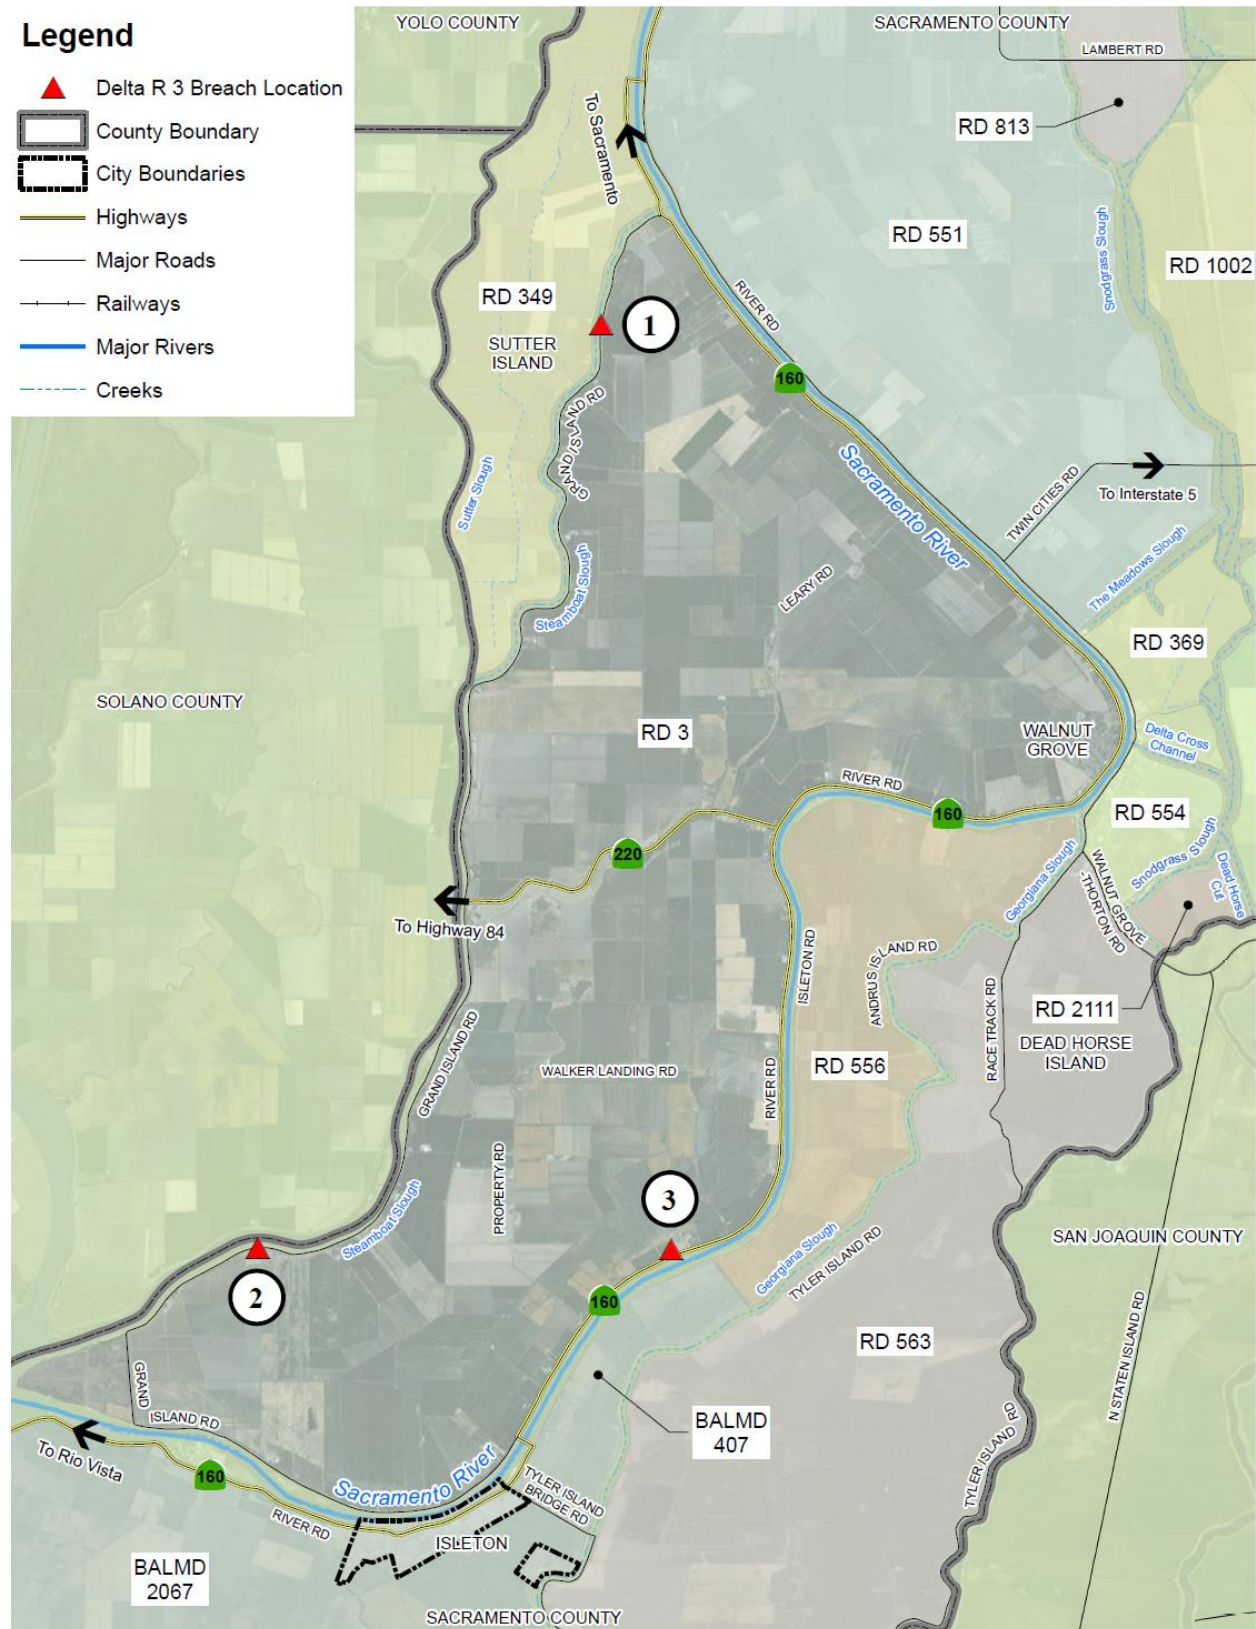 Legend
Delta R 3 Breach Location
County Boundary
City Boundaries
Highways
Major Roads
Railways
Major Rivers
Creeks
YOLO COUNTY
SACRAMENTO COUNTY
LAMBERT RD
To Sacramento
RD 813
RD 551
Snodgrass Slough
RD 1002
RD 349
RIVER RD
1
SUTTER
ISLAND
160
GRAND ISLAND RD
Sacramento River
Sutter Slough
TWIN CITIES RD
To Interstate 5
Steamboat Slough
LEARY RD
The Meadows Slough
RD 369
SOLANO COUNTY
RD 3
WALNUT
GROVE
Delta Cross
Channel
RIVER RD
160
RD 554
220
Georgiana Slough
WALNUT GROVE
-THORTON RD
Snodgrass Slough
Dead Horse
Cut
To Highway 84
ISLETON RD
ANDRUS ISLAND RD
RACE TRACK RD
RD 2111
DEAD HORSE
ISLAND
GRAND ISLAND RD
WALKER LANDING RD
RIVER RD
RD 556
PROPERTY RD
3
Steamboat Slough
Georgiana Slough
TYLER ISLAND RD
SAN JOAQUIN COUNTY
2
160
RD 563
N STATEN ISLAND RD
GRAND
ISLAND RD
BALMD
407
TYLER ISLAND RD
To Rio Vista
160
Sacramento River
TYLER ISLAND
BRIDGE RD
RIVER RD
ISLETON
BALMD
2067
SACRAMENTO COUNTY